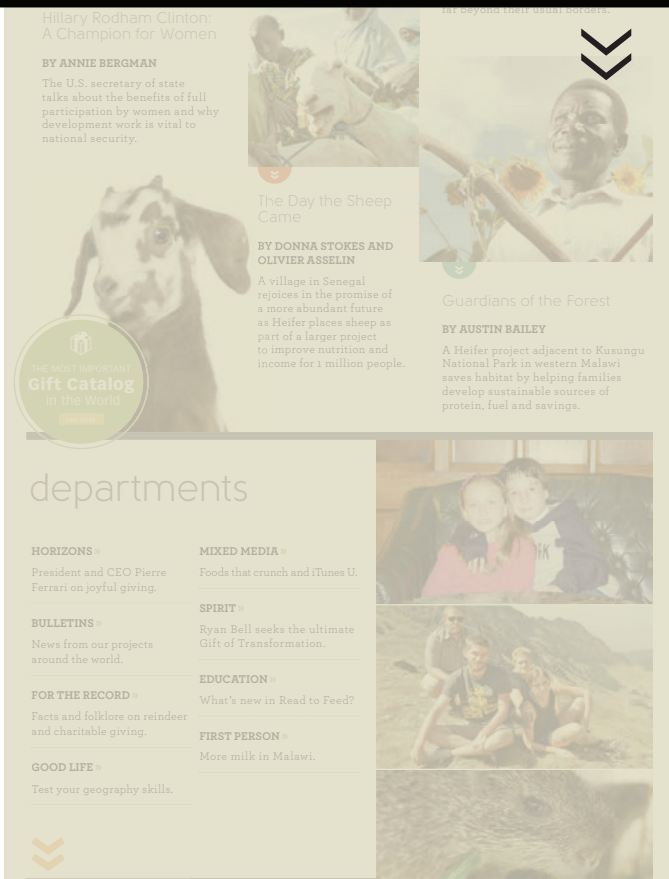 far beyond their usual borders.
Hillary Rodham Clinton:
A Champion for Women
BY ANNIE BERGMAN
The U.S. secretary of state
talks about the benefits of full
participation by women and why
development work is vital to
national security.
The Day the Sheep
Came
BY DONNA STOKES AND
OLIVIER ASSELIN
A village in Senegal
rejoices in the promise of
a more abundant future
as Heifer places sheep as
part of a larger project
to improve nutrition and
income for 1 million people.
Guardians of the Forest
BY AUSTIN BAILEY
A Heifer project adjacent to Kusungu
National Park in western Malawi
saves habitat by helping families
develop sustainable sources of
protein, fuel and savings.
THE MOST IMPORTANT
Gift Catalog
in the World
departments
HORIZONS »
President and CEO Pierre
Ferrari on joyful giving.
BULLETINS »
News from our projects
around the world.
FOR THE RECORD »
Facts and folklore on reindeer
and charitable giving.
GOOD LIFE »
Test your geography skills.
MIXED MEDIA »
Foods that crunch and iTunes U.
SPIRIT »
Ryan Bell seeks the ultimate
Gift of Transformation.
EDUCATION »
What's new in Read to Feed?
FIRST PERSON »
More milk in Malawi.